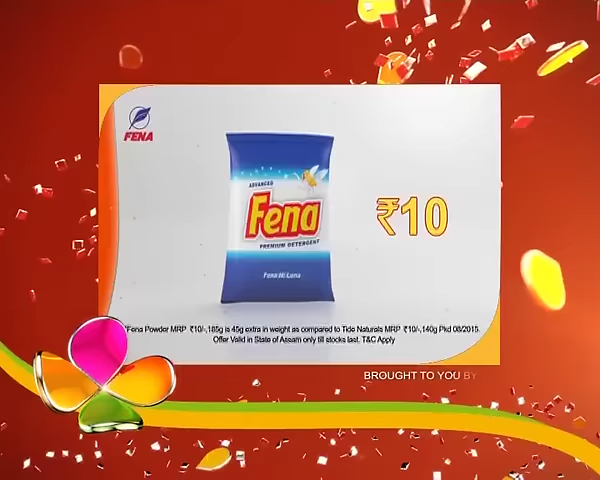 FENA
ADVANCED
Fena
PREMIUM DETERGENT
Fena Hi Lena
₹10
*Fena Powder MRP ₹10/-,185g is 45g extra in weight as compared to Tide Naturals MRP ₹10/-,140g Pkd 08/2015.
Offer Valid in State of Assam only till stocks last. T&C Apply
BROUGHT TO YOU BY